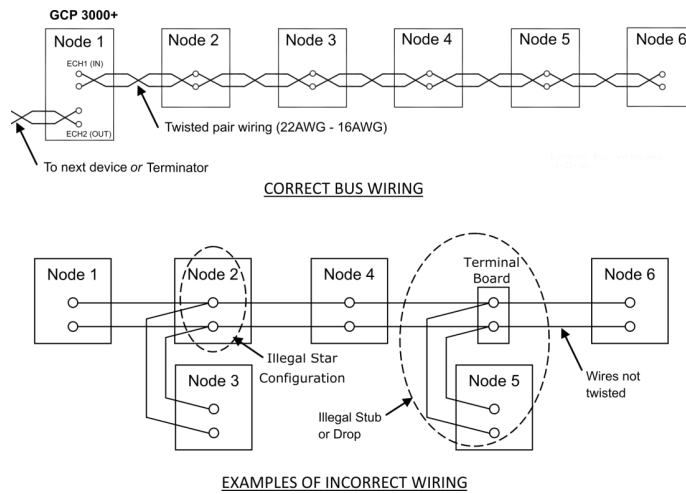 GCP 3000+
Node 1
Node 2
Node 3
Node 4
Node 5
Node 6
ECH1 (IN)
ECH2 (OUT)
Twisted pair wiring (22AWG - 16AWG)
To next device or Terminator
CORRECT BUS WIRING
Node 1
Node 2
Node 4
Terminal
Board
Node 6
Illegal Star
Configuration
Node 3
Node 5
Wires not
twisted
Illegal Stub
or Drop
EXAMPLES OF INCORRECT WIRING